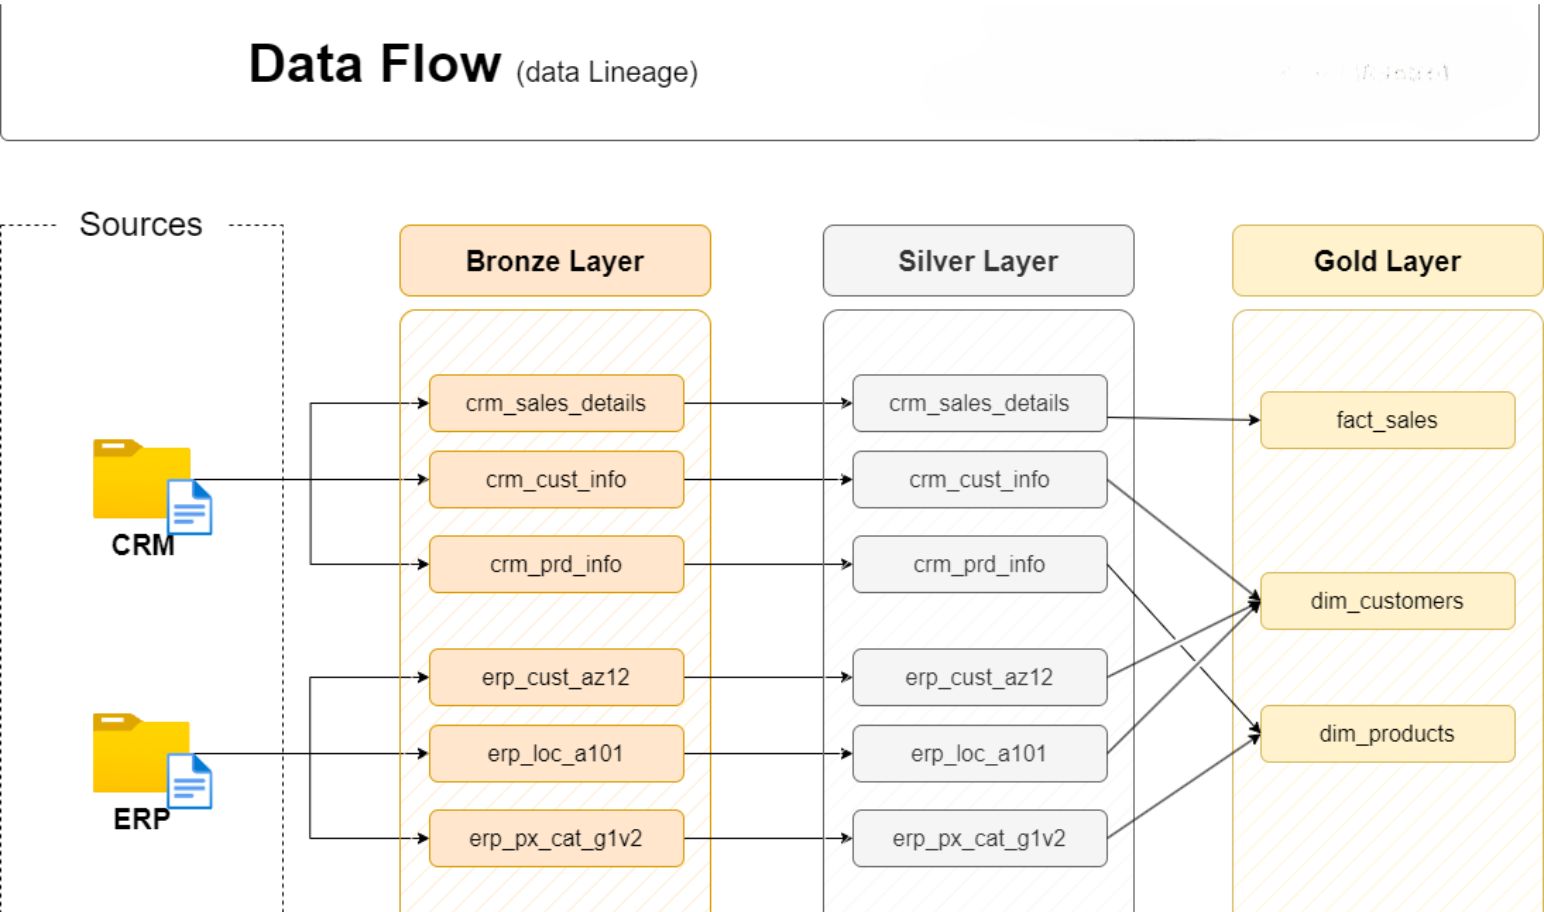 Data Flow (data Lineage)
Sources
Bronze Layer
Silver Layer
Gold Layer
crm_sales_details
crm_sales_details
fact_sales
crm_cust_info
crm_cust_info
CRM
crm_prd_info
crm_prd_info
dim_customers
erp_cust_az12
erp_cust_az12
dim_products
erp_loc_a101
erp_loc_a101
ERP
erp_px_cat_g1v2
erp_px_cat_g1v2